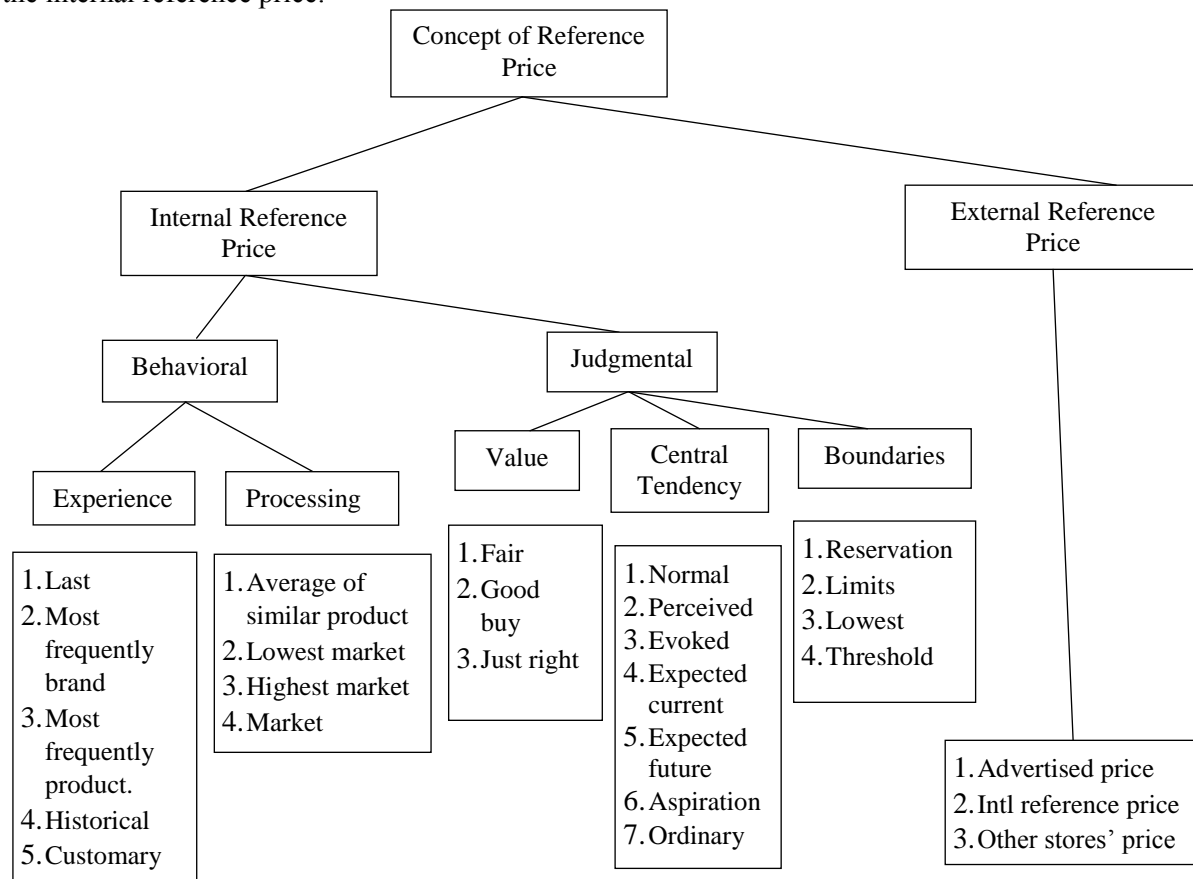 the internal reference price.
Concept of Reference
Price
Internal Reference
Price
External Reference
Price
Behavioral
Judgmental
Experience
Processing
Value
Central
Tendency
Boundaries
1. Last
2. Most
frequently
brand
3. Most
frequently
product.
4. Historical
5. Customary
1. Average of
similar product
2. Lowest market
3. Highest market
4. Market
1. Fair
2. Good
buy
3. Just right
1. Normal
2. Perceived
3. Evoked
4. Expected
current
5. Expected
future
6. Aspiration
7. Ordinary
1. Reservation
2. Limits
3. Lowest
4. Threshold
1. Advertised price
2. Intl reference price
3. Other stores’ price